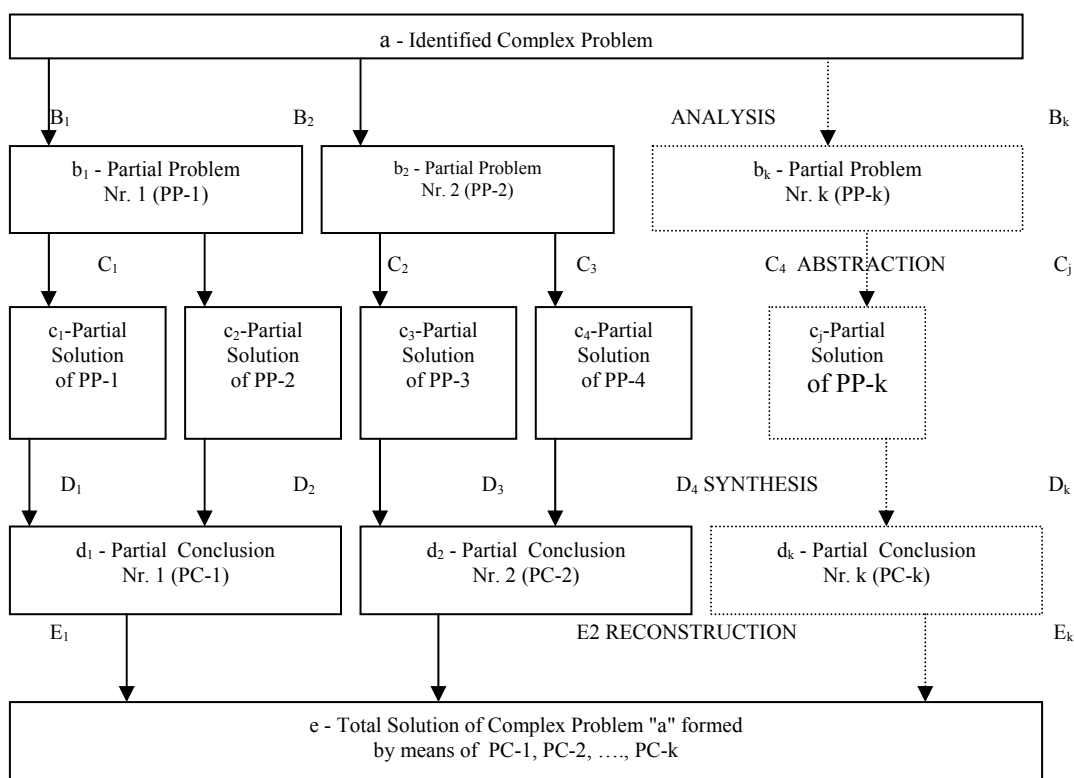 a - Identified Complex Problem
B₁ B₂ ANALYSIS Bₖ
b₁ - Partial Problem
Nr. 1 (PP-1)
b₂ - Partial Problem
Nr. 2 (PP-2)
bₖ - Partial Problem
Nr. k (PP-k)
C₁ C₂ C₃ C₄ ABSTRACTION Cⱼ
c₁-Partial
Solution
of PP-1
c₂-Partial
Solution
of PP-2
c₃-Partial
Solution
of PP-3
c₄-Partial
Solution
of PP-4
cⱼ-Partial
Solution
of PP-k
D₁ D₂ D₃ D₄ SYNTHESIS Dₖ
d₁ - Partial Conclusion
Nr. 1 (PC-1)
d₂ - Partial Conclusion
Nr. 2 (PC-2)
dₖ - Partial Conclusion
Nr. k (PC-k)
E₁ E2 RECONSTRUCTION Eₖ
e - Total Solution of Complex Problem "a" formed
by means of PC-1, PC-2, …., PC-k